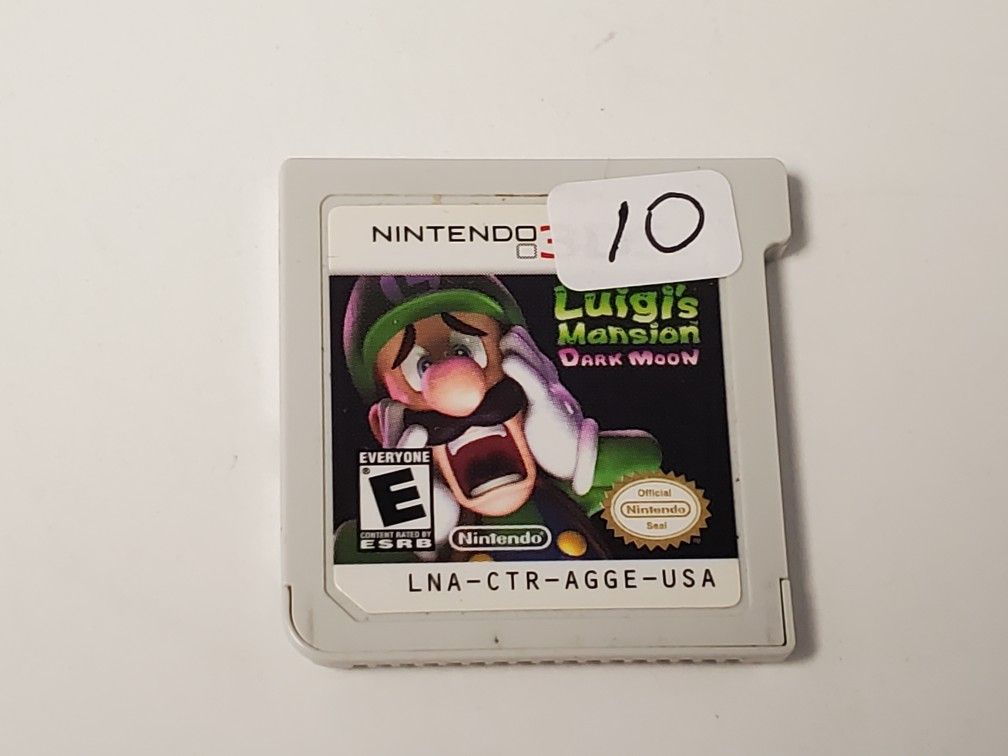 NINTENDO 3
10
Luigi's
Mansion
DARK MOON
EVERYONE
E
®
CONTENT RATED BY
ESRB
Nintendo
Official
Nintendo
Seal
LNA-CTR-AGGE-USA